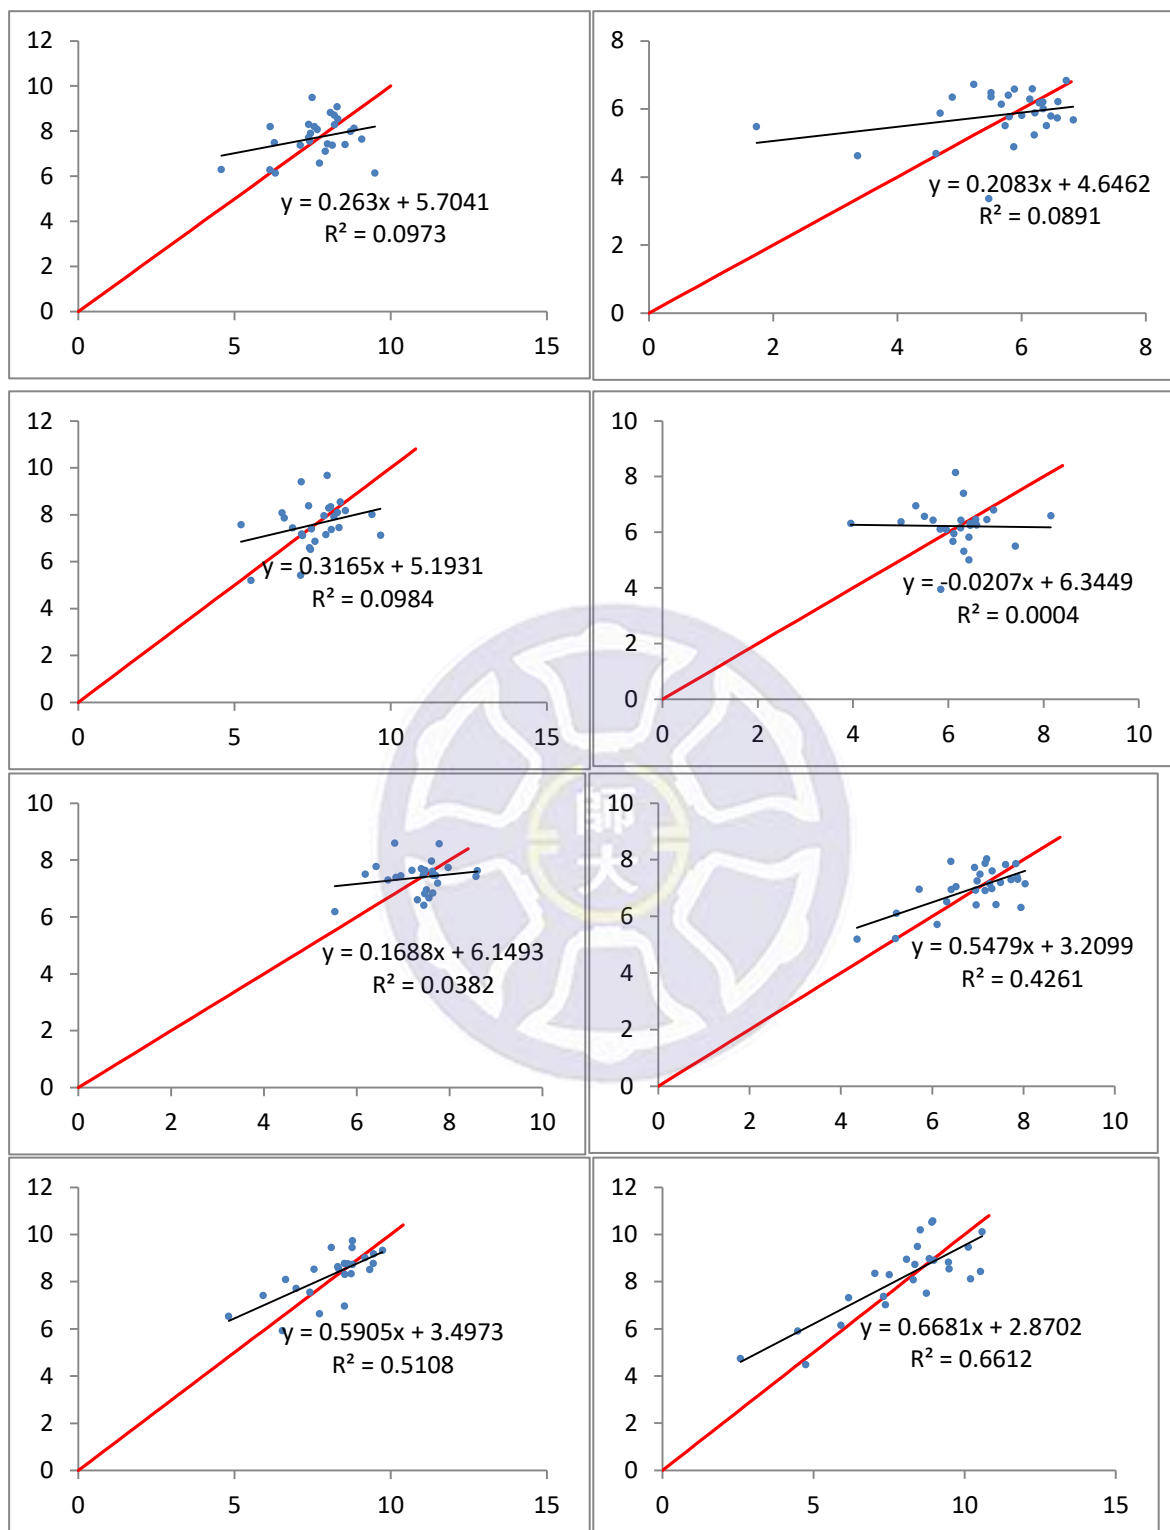 12
10
8
6
4
2
0
0 5 10 15
y = 0.263x + 5.7041
R² = 0.0973
8
6
4
2
0
0 2 4 6 8
y = 0.2083x + 4.6462
R² = 0.0891
12
10
8
6
4
2
0
0 5 10 15
y = 0.3165x + 5.1931
R² = 0.0984
10
8
6
4
2
0
0 2 4 6 8 10
y = -0.0207x + 6.3449
R² = 0.0004
10
8
6
4
2
0
0 2 4 6 8 10
y = 0.1688x + 6.1493
R² = 0.0382
10
8
6
4
2
0
0 2 4 6 8 10
y = 0.5479x + 3.2099
R² = 0.4261
師
大
12
10
8
6
4
2
0
0 5 10 15
y = 0.5905x + 3.4973
R² = 0.5108
12
10
8
6
4
2
0
0 5 10 15
y = 0.6681x + 2.8702
R² = 0.6612